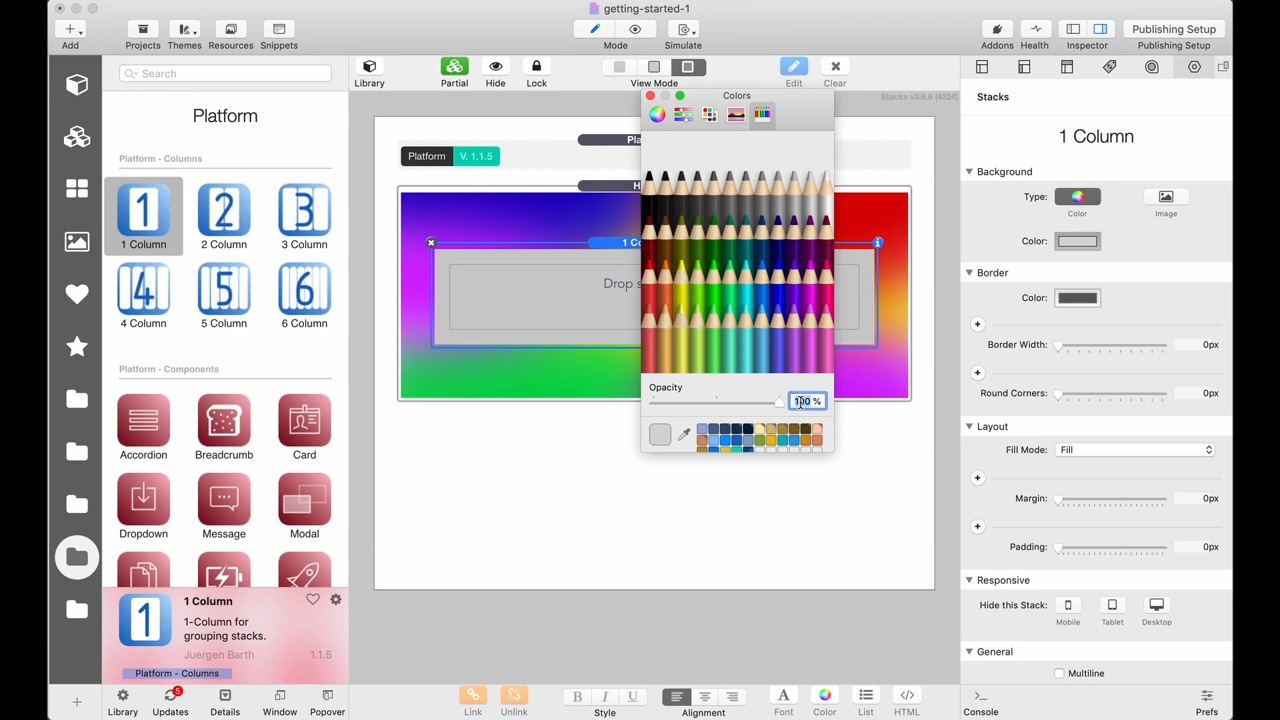 getting-started-1
Add
Projects
Themes
Resources
Snippets
Mode
Simulate
Addons
Health
Inspector
Publishing Setup
Publishing Setup
Search
Library
Partial
Hide
Lock
View Mode
Edit
Clear
Stacks v3.6.6 (4224)
Platform
Platform - Columns
1 Column
2 Column
3 Column
4 Column
5 Column
6 Column
Platform - Components
Accordion
Breadcrumb
Card
Dropdown
Message
Modal
1 Column
1-Column for
grouping stacks.
Juergen Barth
1.1.5
Platform - Columns
Platform V. 1.1.5
Drop s
Colors
Opacity
100 %
Stacks
1 Column
Background
Type:
Color
Image
Color:
Border
Color:
Border Width:
0px
Round Corners:
0px
Layout
Fill Mode:
Fill
Margin:
0px
Padding:
0px
Responsive
Hide this Stack:
Mobile
Tablet
Desktop
General
Multiline
5
Library
Updates
Details
Window
Popover
Link
Unlink
B I U
Style
Alignment
Font
Color
List
HTML
Console
Prefs